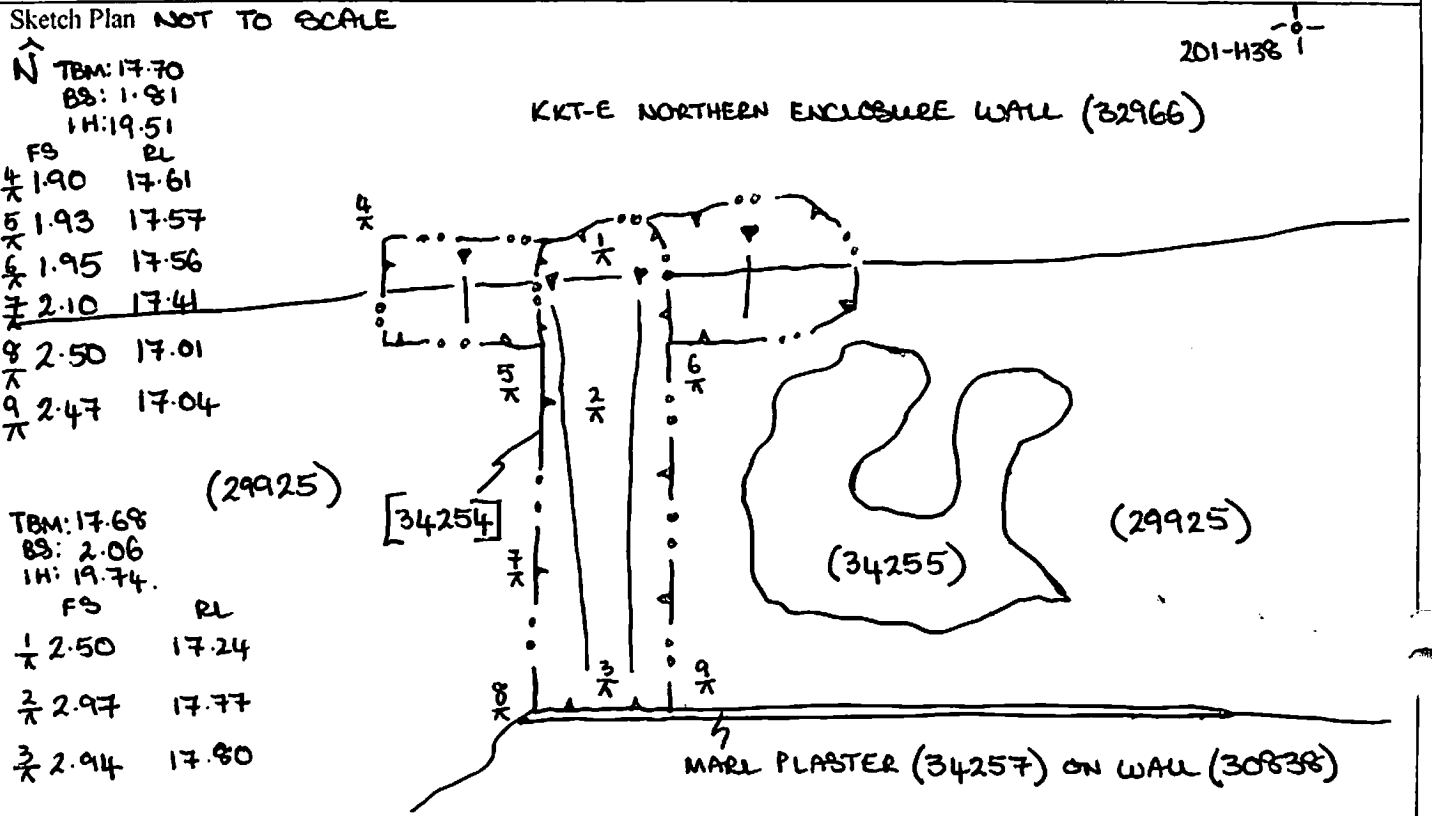 Sketch Plan NOT TO SCALE
N
TBM: 17.70
BS: 1.81
IH: 19.51
FS RL
4/⊼ 1.90 17.61
5/⊼ 1.93 17.57
6/⊼ 1.95 17.56
7/⊼ 2.10 17.41
8/⊼ 2.50 17.01
9/⊼ 2.47 17.04
201-H38
KKT-E NORTHERN ENCLOSURE WALL (32966)
4/⊼
1/⊼
5/⊼
2/⊼
6/⊼
(29925)
[34254]
7/⊼
(34255)
(29925)
TBM: 17.68
BS: 2.06
IH: 19.74.
FS RL
1/⊼ 2.50 17.24
2/⊼ 2.97 17.77
3/⊼ 2.94 17.80
8/⊼
3/⊼
9/⊼
MARL PLASTER (34257) ON WALL (30838)